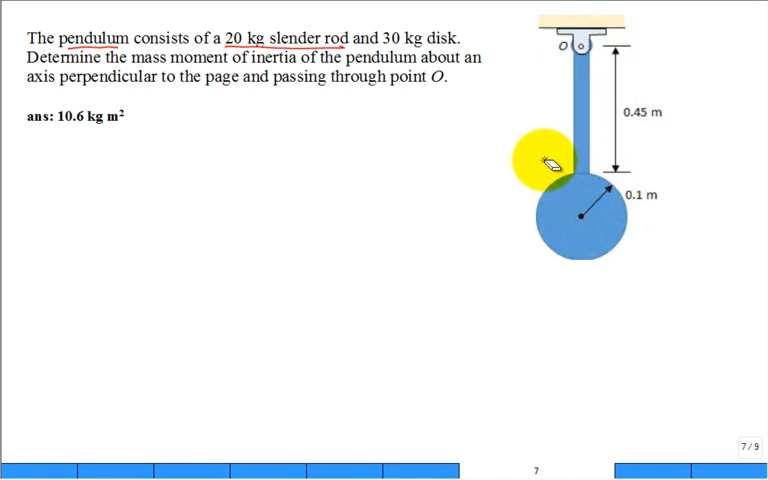 The pendulum consists of a 20 kg slender rod and 30 kg disk.
Determine the mass moment of inertia of the pendulum about an
axis perpendicular to the page and passing through point O.
ans: 10.6 kg m²
O
0.45 m
0.1 m
7/9
7